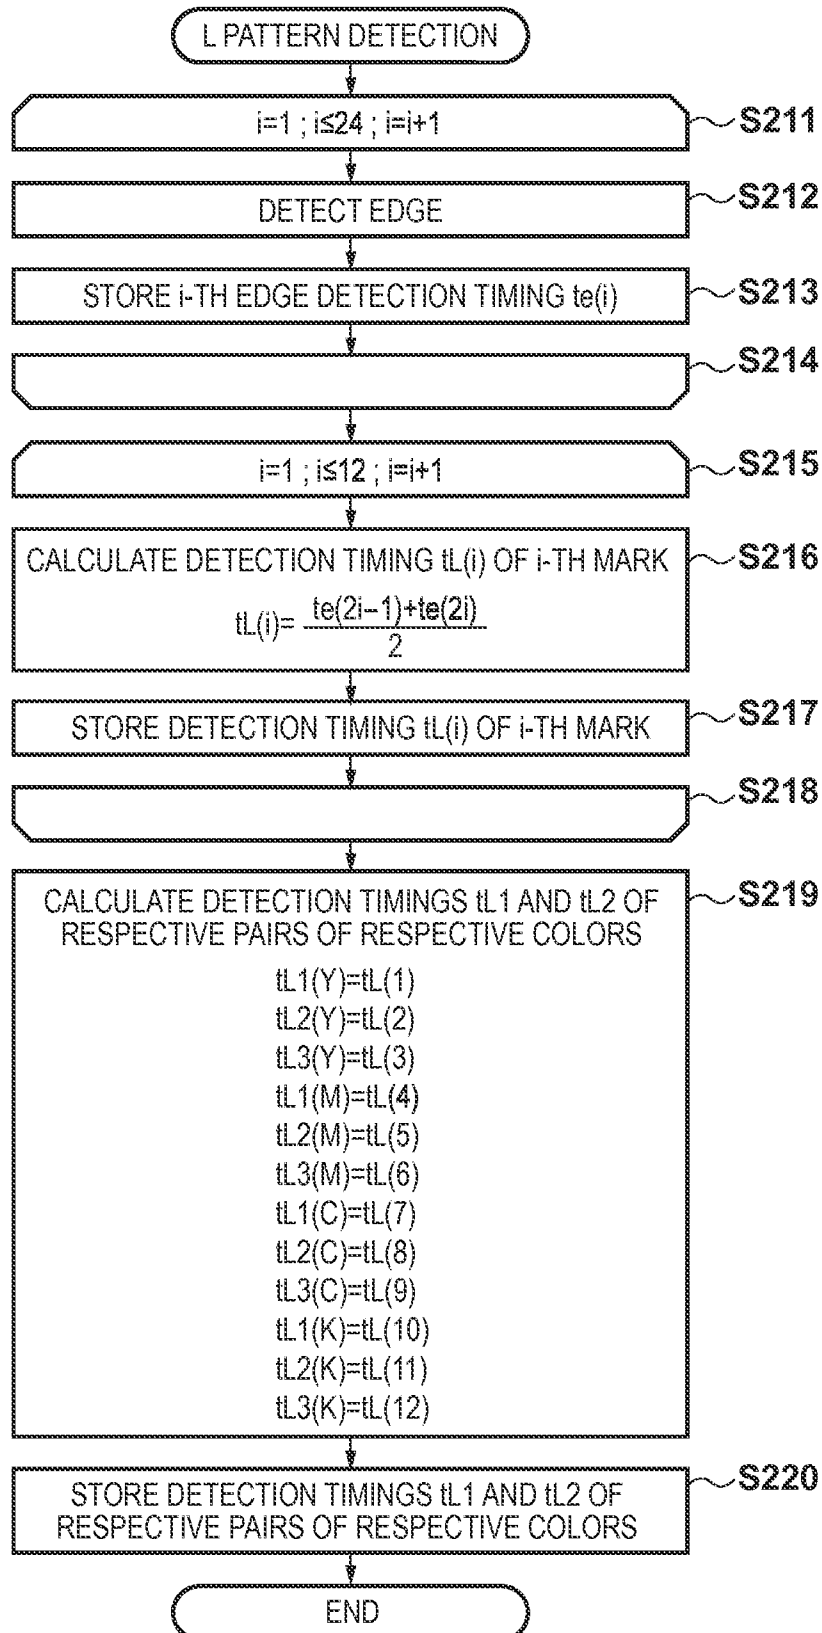 L PATTERN DETECTION
i=1 ; i≤24 ; i=i+1
S211
DETECT EDGE
S212
STORE i-TH EDGE DETECTION TIMING te(i)
S213
S214
i=1 ; i≤12 ; i=i+1
S215
CALCULATE DETECTION TIMING tL(i) OF i-TH MARK
S216
tL(i)= te(2i-1)+te(2i) / 2
STORE DETECTION TIMING tL(i) OF i-TH MARK
S217
S218
CALCULATE DETECTION TIMINGS tL1 AND tL2 OF
S219
RESPECTIVE PAIRS OF RESPECTIVE COLORS
tL1(Y)=tL(1)
tL2(Y)=tL(2)
tL3(Y)=tL(3)
tL1(M)=tL(4)
tL2(M)=tL(5)
tL3(M)=tL(6)
tL1(C)=tL(7)
tL2(C)=tL(8)
tL3(C)=tL(9)
tL1(K)=tL(10)
tL2(K)=tL(11)
tL3(K)=tL(12)
STORE DETECTION TIMINGS tL1 AND tL2 OF
S220
RESPECTIVE PAIRS OF RESPECTIVE COLORS
END